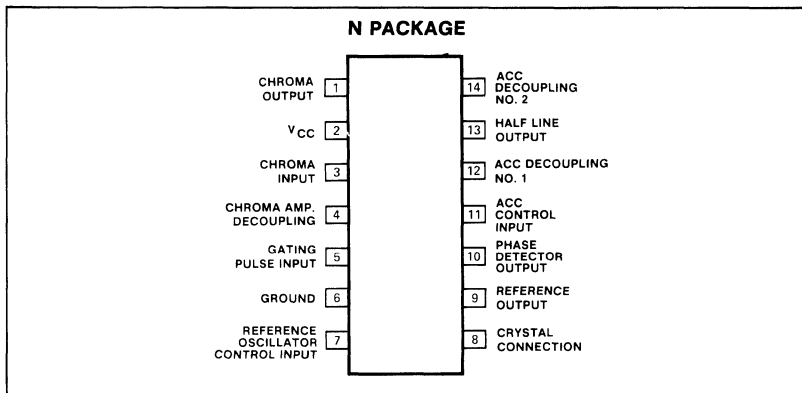 N PACKAGE
CHROMA
OUTPUT
1
VCC
2
CHROMA
INPUT
3
CHROMA AMP.
DECOUPLING
4
GATING
PULSE INPUT
5
GROUND
6
REFERENCE
OSCILLATOR
CONTROL INPUT
7
14
ACC
DECOUPLING
NO. 2
13
HALF LINE
OUTPUT
12
ACC DECOUPLING
NO. 1
11
ACC
CONTROL
INPUT
10
PHASE
DETECTOR
OUTPUT
9
REFERENCE
OUTPUT
8
CRYSTAL
CONNECTION